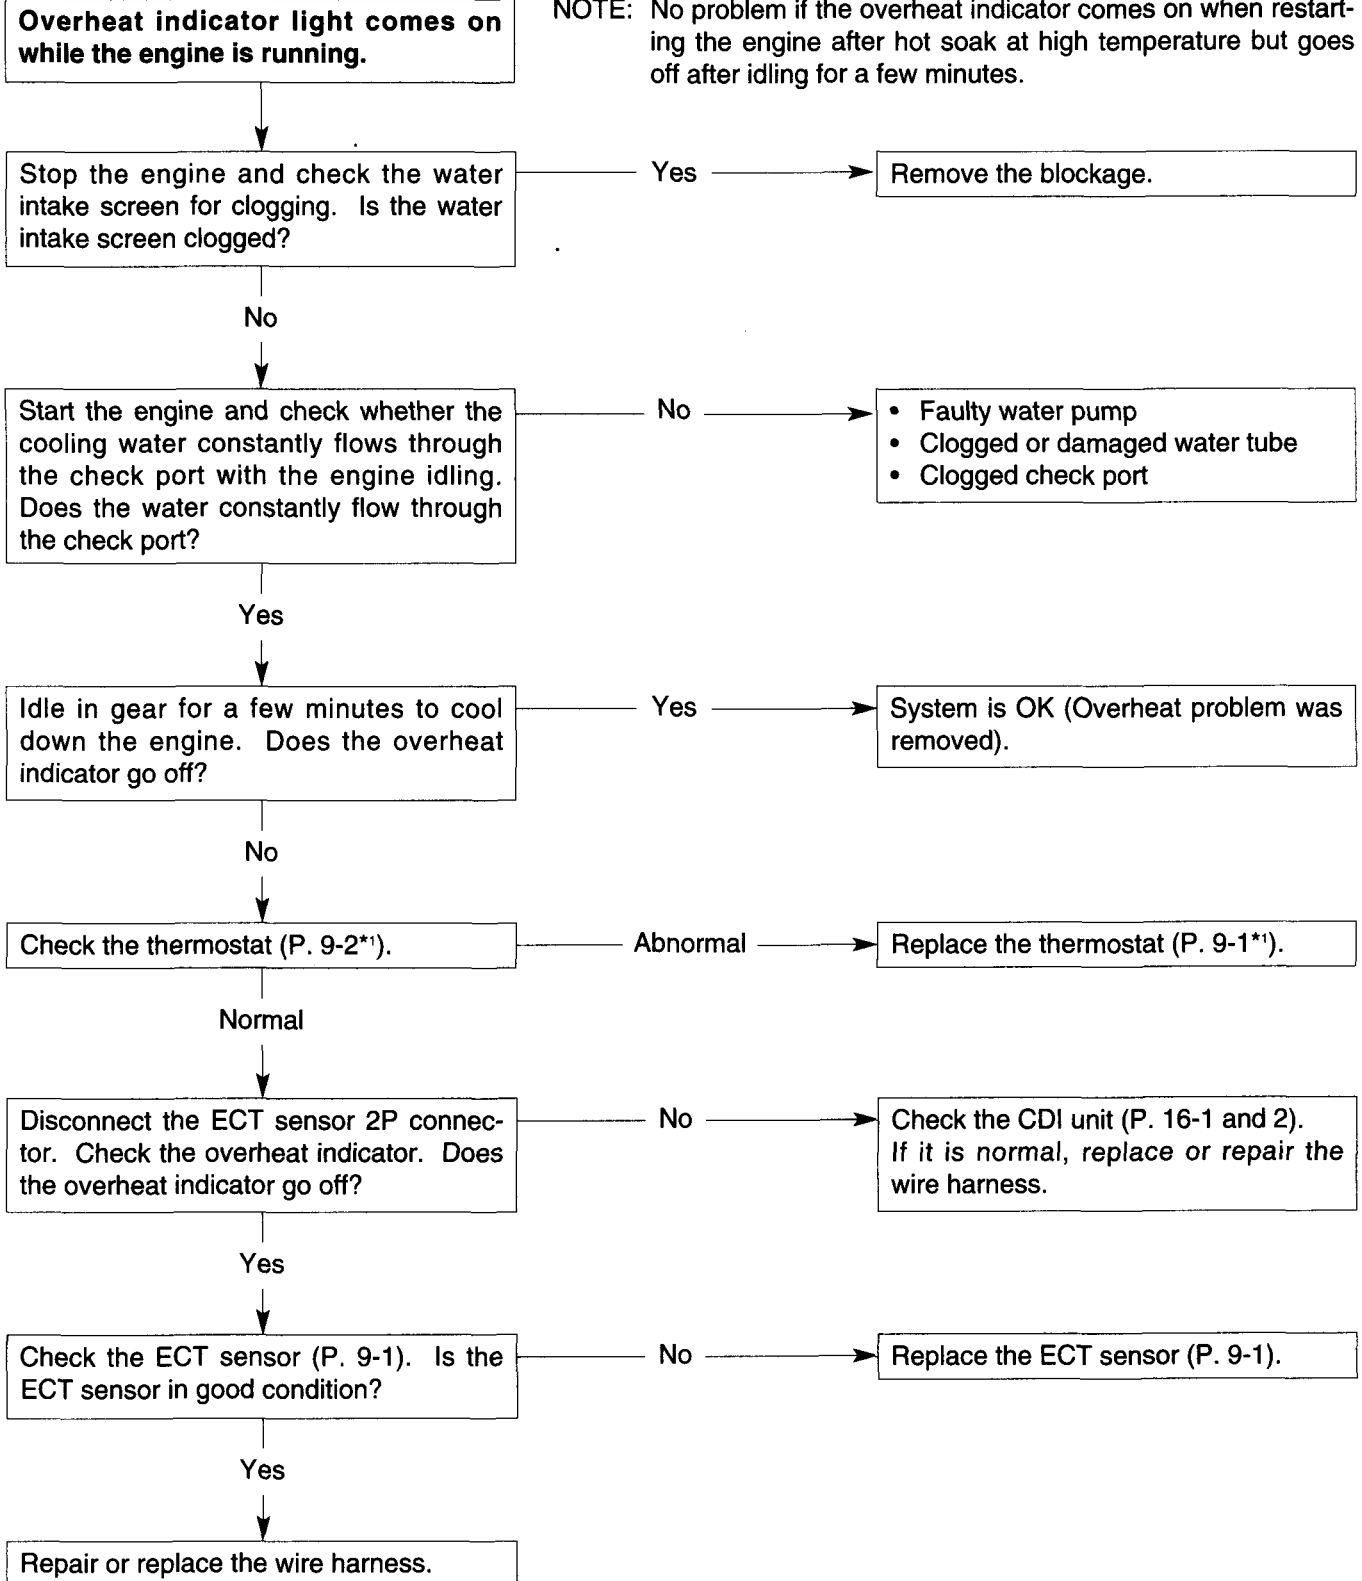 Overheat indicator light comes on
while the engine is running.
NOTE: No problem if the overheat indicator comes on when restart-
ing the engine after hot soak at high temperature but goes
off after idling for a few minutes.
Stop the engine and check the water
intake screen for clogging. Is the water
intake screen clogged?
Yes
Remove the blockage.
No
Start the engine and check whether the
cooling water constantly flows through
the check port with the engine idling.
Does the water constantly flow through
the check port?
No
• Faulty water pump
• Clogged or damaged water tube
• Clogged check port
Yes
Idle in gear for a few minutes to cool
down the engine. Does the overheat
indicator go off?
Yes
System is OK (Overheat problem was
removed).
No
Check the thermostat (P. 9-2*1).
Abnormal
Replace the thermostat (P. 9-1*1).
Normal
Disconnect the ECT sensor 2P connec-
tor. Check the overheat indicator. Does
the overheat indicator go off?
No
Check the CDI unit (P. 16-1 and 2).
If it is normal, replace or repair the
wire harness.
Yes
Check the ECT sensor (P. 9-1). Is the
ECT sensor in good condition?
No
Replace the ECT sensor (P. 9-1).
Yes
Repair or replace the wire harness.